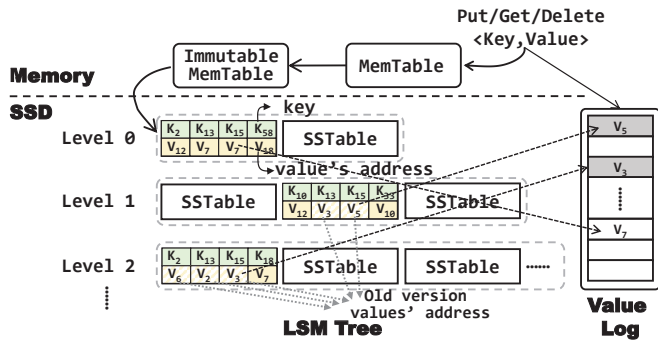 Put/Get/Delete
<Key,Value>
Immutable
MemTable
MemTable
Memory
SSD
key
Level 0
K2 K13 K15 K58
V12 V7 V7 V18
SSTable
value's address
Level 1
SSTable
K10 K13 K15 K33
V12 V3 V5 V10
SSTable
Level 2
K2 K13 K15 K18
V6 V2 V3 V7
SSTable
SSTable
Old version
values' address
LSM Tree
V5
V3
V7
Value
Log